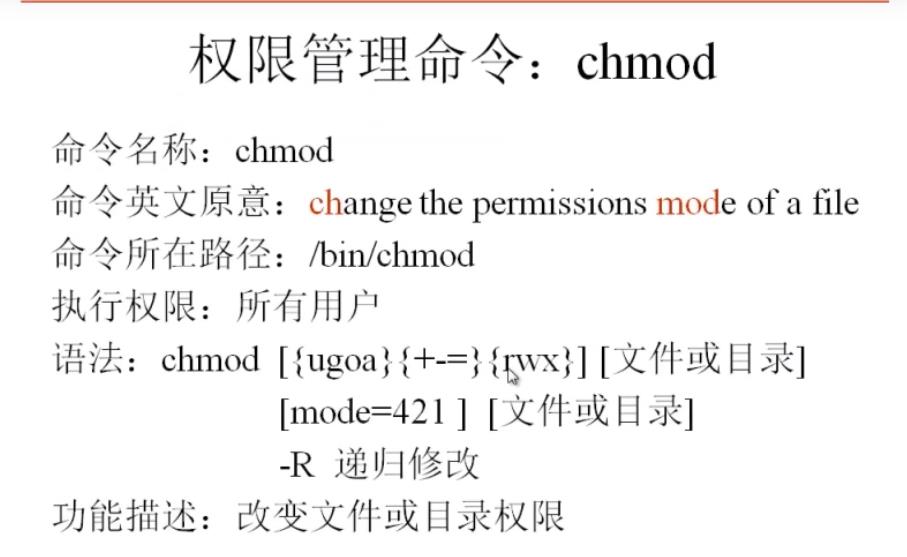 权限管理命令：chmod
命令名称：chmod
命令英文原意：change the permissions mode of a file
命令所在路径：/bin/chmod
执行权限：所有用户
语法：chmod [{ugoa}{+-=}{rwx}] [文件或目录]
[mode=421 ] [文件或目录]
-R 递归修改
功能描述：改变文件或目录权限